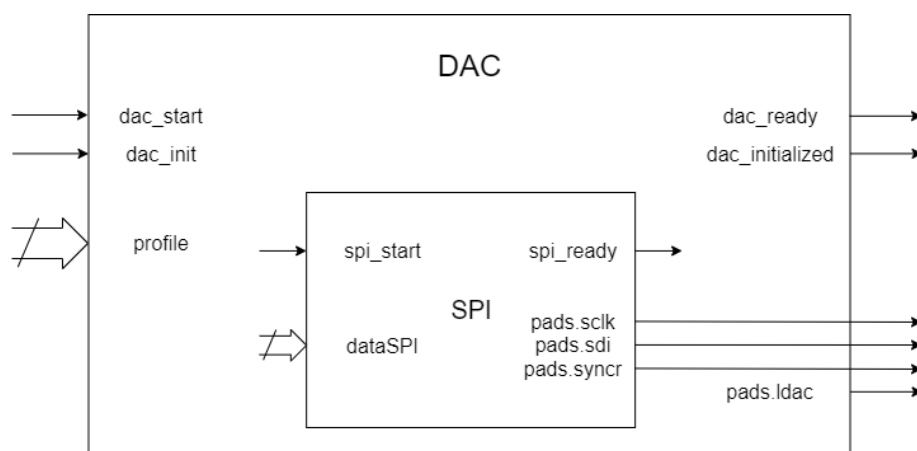 DAC
dac_start
dac_init
profile
dac_ready
dac_initialized
spi_start
spi_ready
SPI
dataSPI
pads.sclk
pads.sdi
pads.syncr
pads.ldac